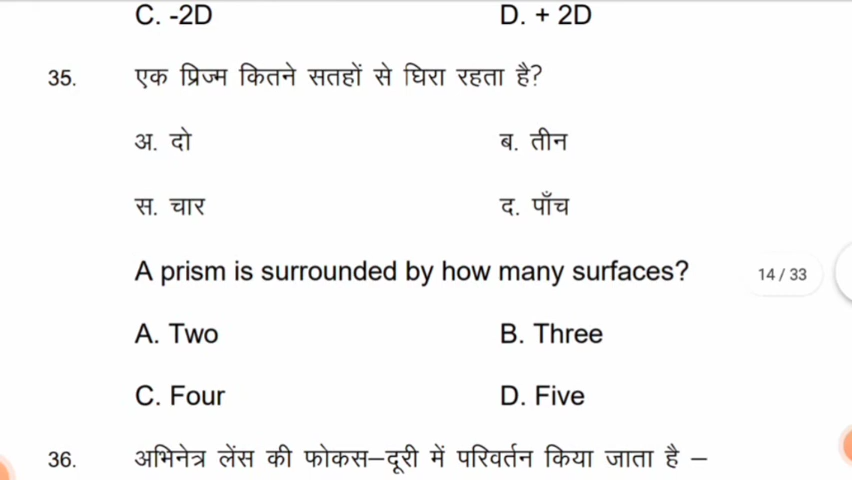 C. -2D D. + 2D
35. एक प्रिज्म कितने सतहों से घिरा रहता है?
अ. दो ब. तीन
स. चार द. पाँच
A prism is surrounded by how many surfaces?
14 / 33
A. Two B. Three
C. Four D. Five
36. अभिनेत्र लेंस की फोकस–दूरी में परिवर्तन किया जाता है –